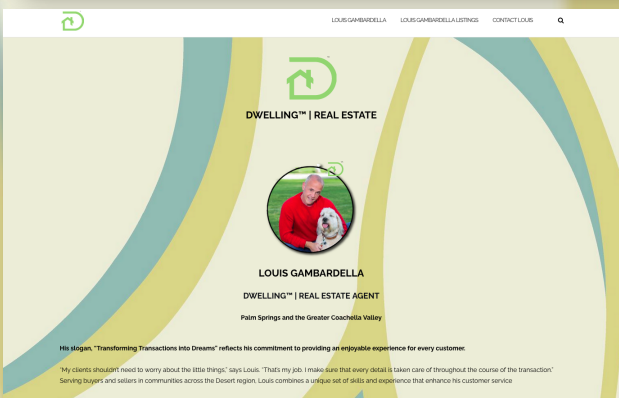 LOUIS GAMBARDELLA LOUIS GAMBARDELLA LISTINGS CONTACT LOUIS
DWELLING™ | REAL ESTATE
LOUIS GAMBARDELLA
DWELLING™ | REAL ESTATE AGENT
Palm Springs and the Greater Coachella Valley
His slogan, "Transforming Transactions into Dreams" reflects his commitment to providing an enjoyable experience for every customer.
"My clients shouldn't need to worry about the little things," says Louis. "That's my job. I make sure that every detail is taken care of throughout the course of the transaction."
Serving buyers and sellers in communities across the Desert region, Louis combines a unique set of skills and experience that enhance his customer service